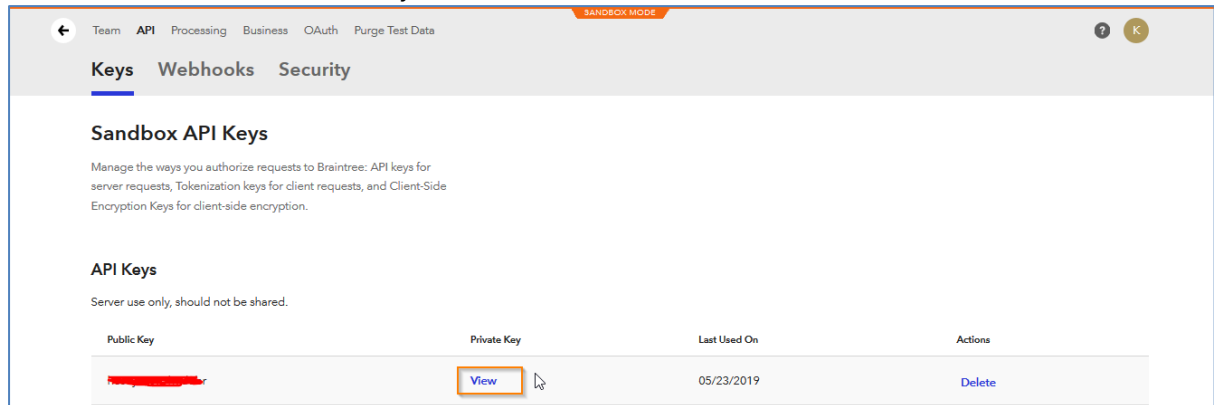 SANDBOX MODE
Team API Processing Business OAuth Purge Test Data ? K
Keys Webhooks Security
Sandbox API Keys
Manage the ways you authorize requests to Braintree: API keys for
server requests, Tokenization keys for client requests, and Client-Side
Encryption Keys for client-side encryption.
API Keys
Server use only, should not be shared.
Public Key Private Key Last Used On Actions
View 05/23/2019 Delete